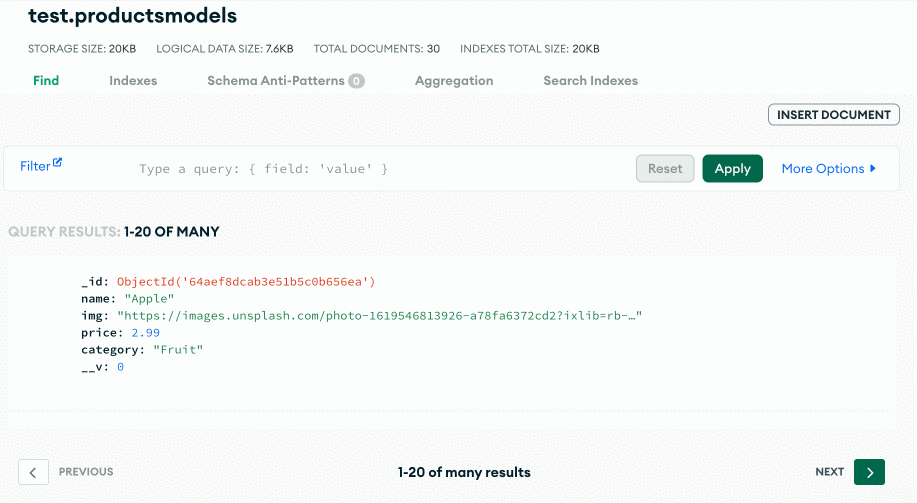 test.productsmodels
STORAGE SIZE: 20KB LOGICAL DATA SIZE: 7.6KB TOTAL DOCUMENTS: 30 INDEXES TOTAL SIZE: 20KB
Find Indexes Schema Anti-Patterns 0 Aggregation Search Indexes
INSERT DOCUMENT
Filter Type a query: { field: 'value' } Reset Apply More Options
QUERY RESULTS: 1-20 OF MANY
_id: ObjectId('64aef8dcab3e51b5c0b656ea')
name: "Apple"
img: "https://images.unsplash.com/photo-1619546813926-a78fa6372cd2?ixlib=rb-…"
price: 2.99
category: "Fruit"
__v: 0
PREVIOUS 1-20 of many results NEXT